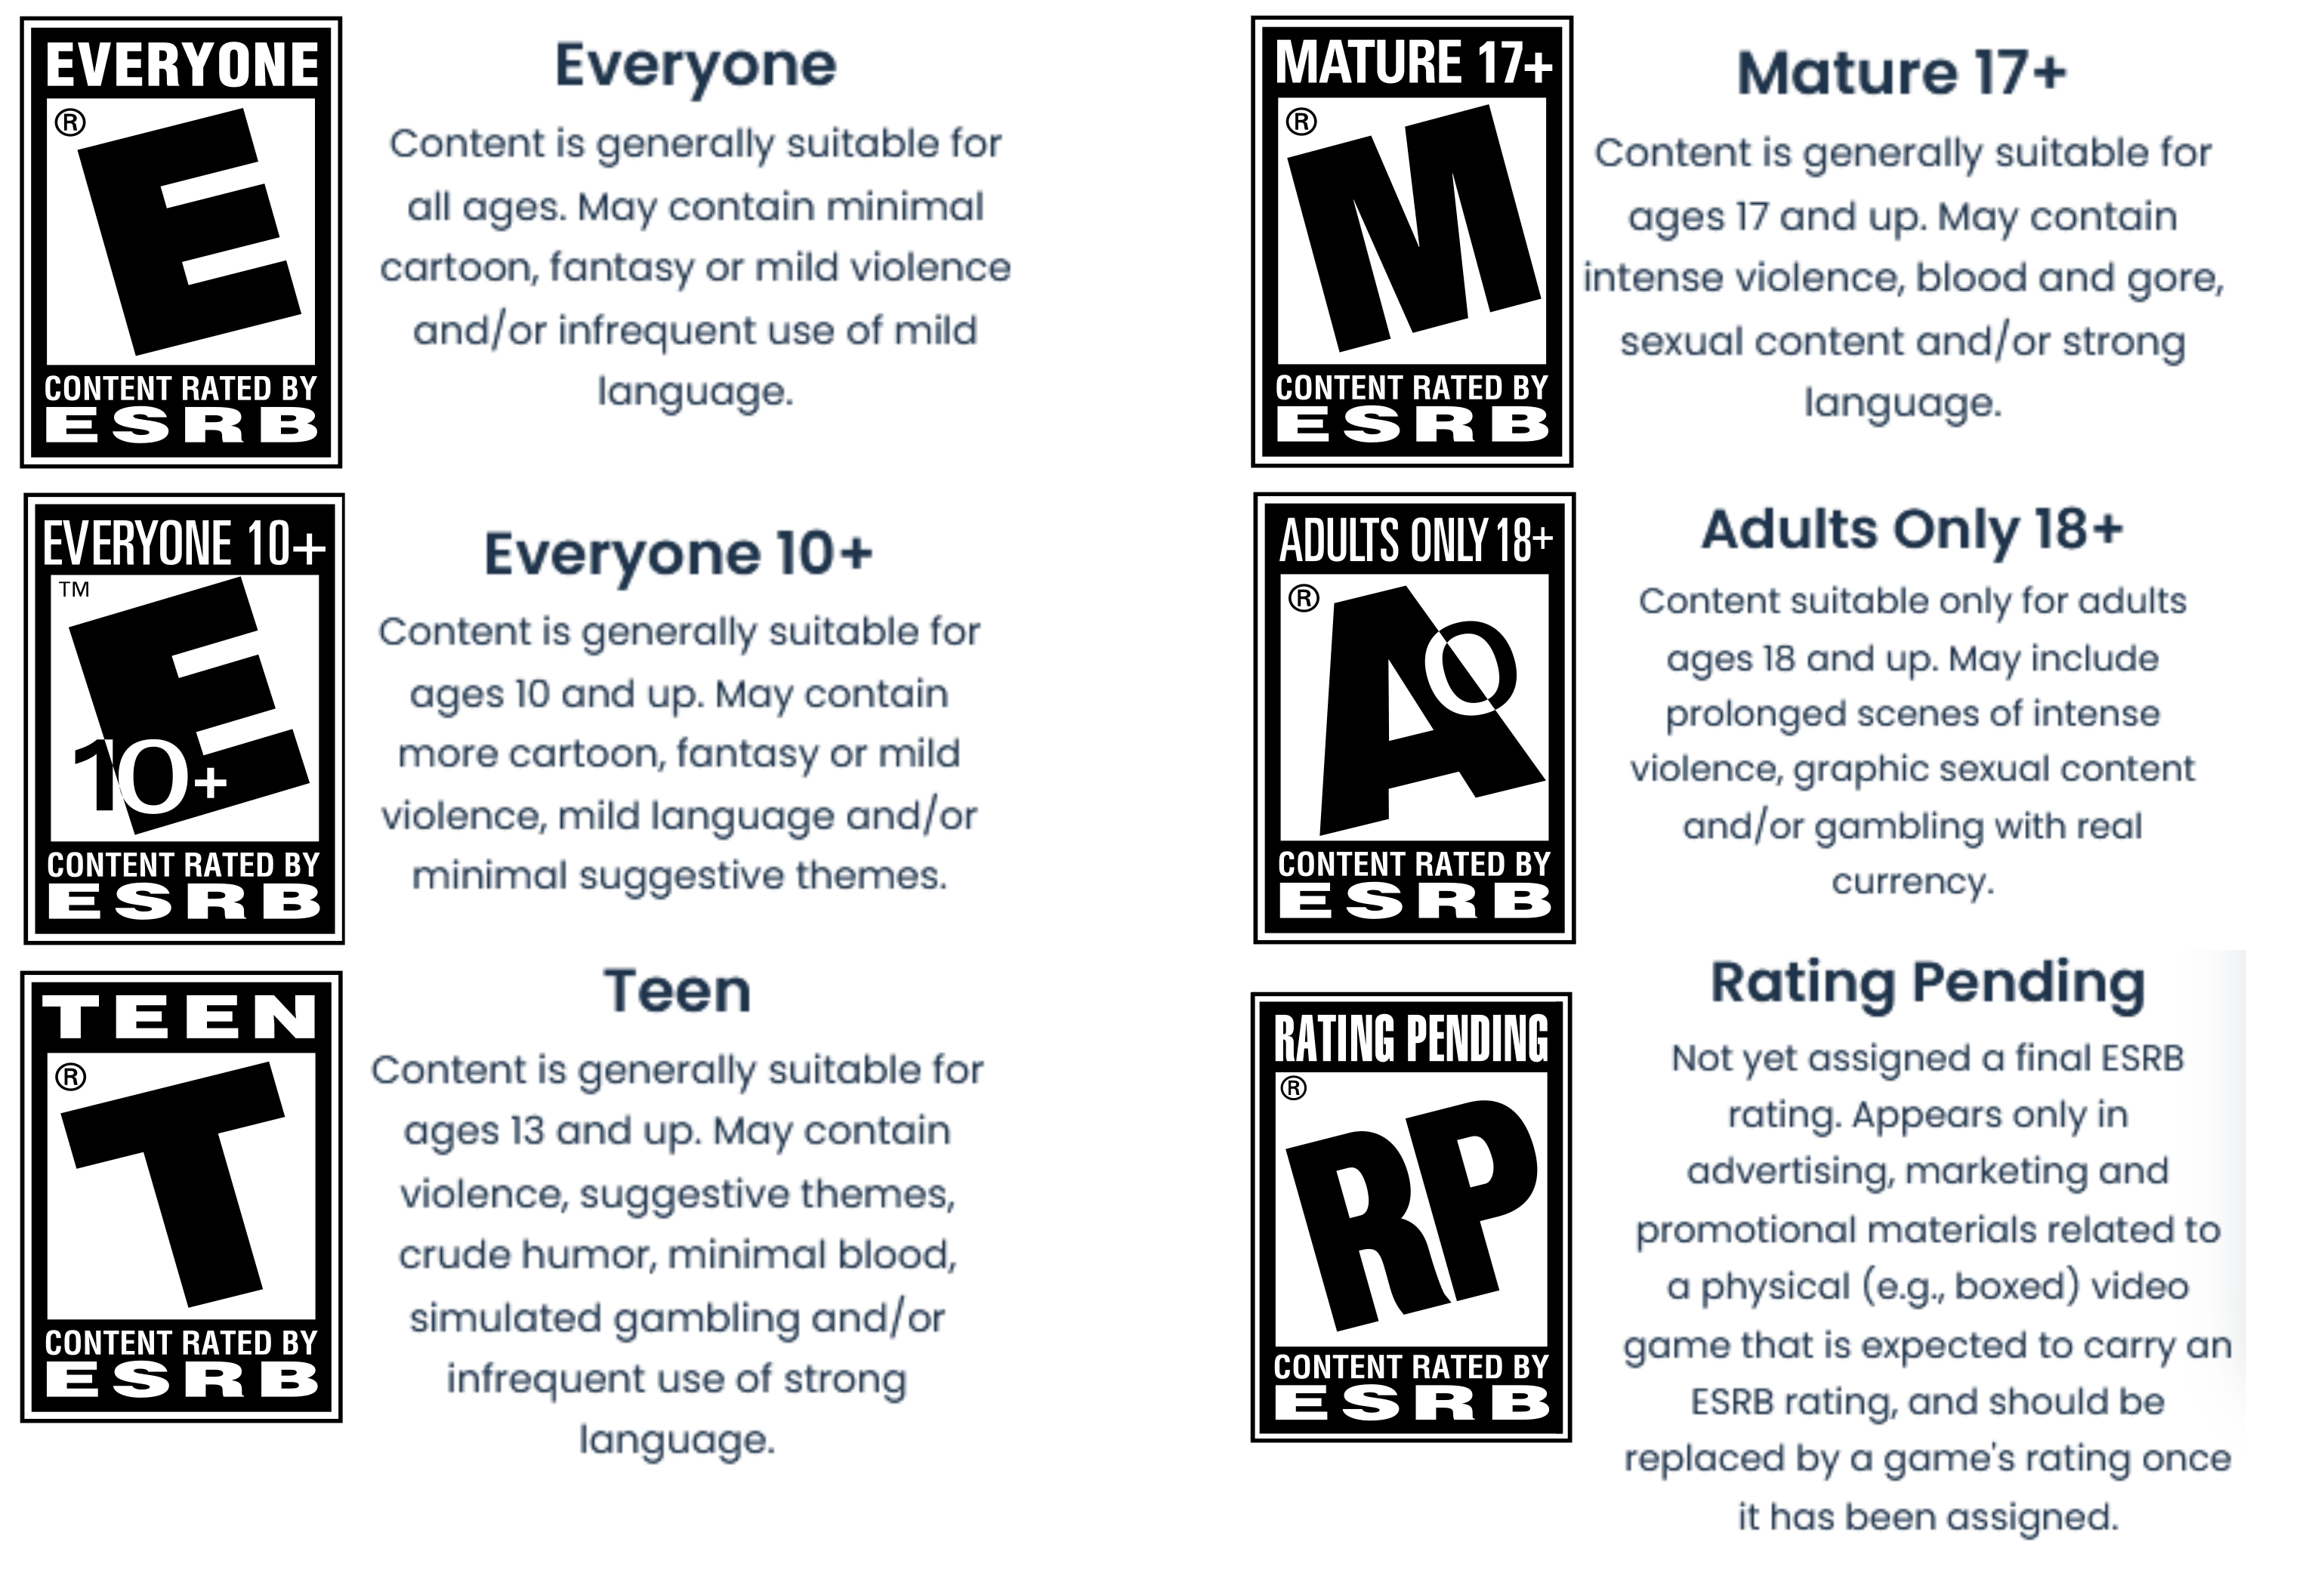 EVERYONE
®
E
CONTENT RATED BY
ESRB
Everyone
Content is generally suitable for
all ages. May contain minimal
cartoon, fantasy or mild violence
and/or infrequent use of mild
language.
EVERYONE 10+
TM
E
10+
CONTENT RATED BY
ESRB
Everyone 10+
Content is generally suitable for
ages 10 and up. May contain
more cartoon, fantasy or mild
violence, mild language and/or
minimal suggestive themes.
TEEN
®
T
CONTENT RATED BY
ESRB
Teen
Content is generally suitable for
ages 13 and up. May contain
violence, suggestive themes,
crude humor, minimal blood,
simulated gambling and/or
infrequent use of strong
language.
MATURE 17+
®
M
CONTENT RATED BY
ESRB
Mature 17+
Content is generally suitable for
ages 17 and up. May contain
intense violence, blood and gore,
sexual content and/or strong
language.
ADULTS ONLY 18+
®
AO
CONTENT RATED BY
ESRB
Adults Only 18+
Content suitable only for adults
ages 18 and up. May include
prolonged scenes of intense
violence, graphic sexual content
and/or gambling with real
currency.
RATING PENDING
®
RP
CONTENT RATED BY
ESRB
Rating Pending
Not yet assigned a final ESRB
rating. Appears only in
advertising, marketing and
promotional materials related to
a physical (e.g., boxed) video
game that is expected to carry an
ESRB rating, and should be
replaced by a game's rating once
it has been assigned.